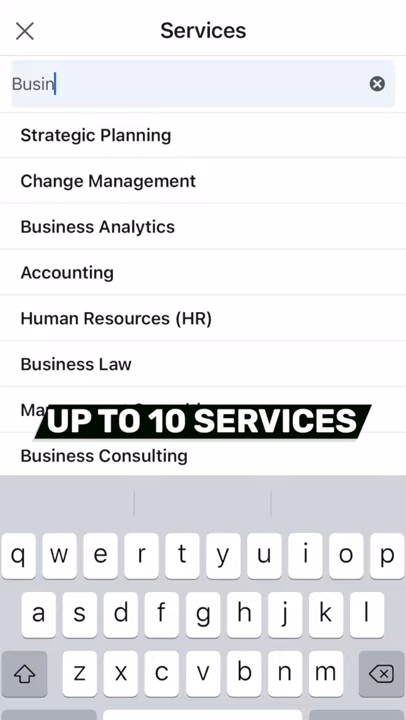 Services
Busin
Strategic Planning
Change Management
Business Analytics
Accounting
Human Resources (HR)
Business Law
UP TO 10 SERVICES
Business Consulting
q w e r t y u i o p
a s d f g h j k l
z x c v b n m